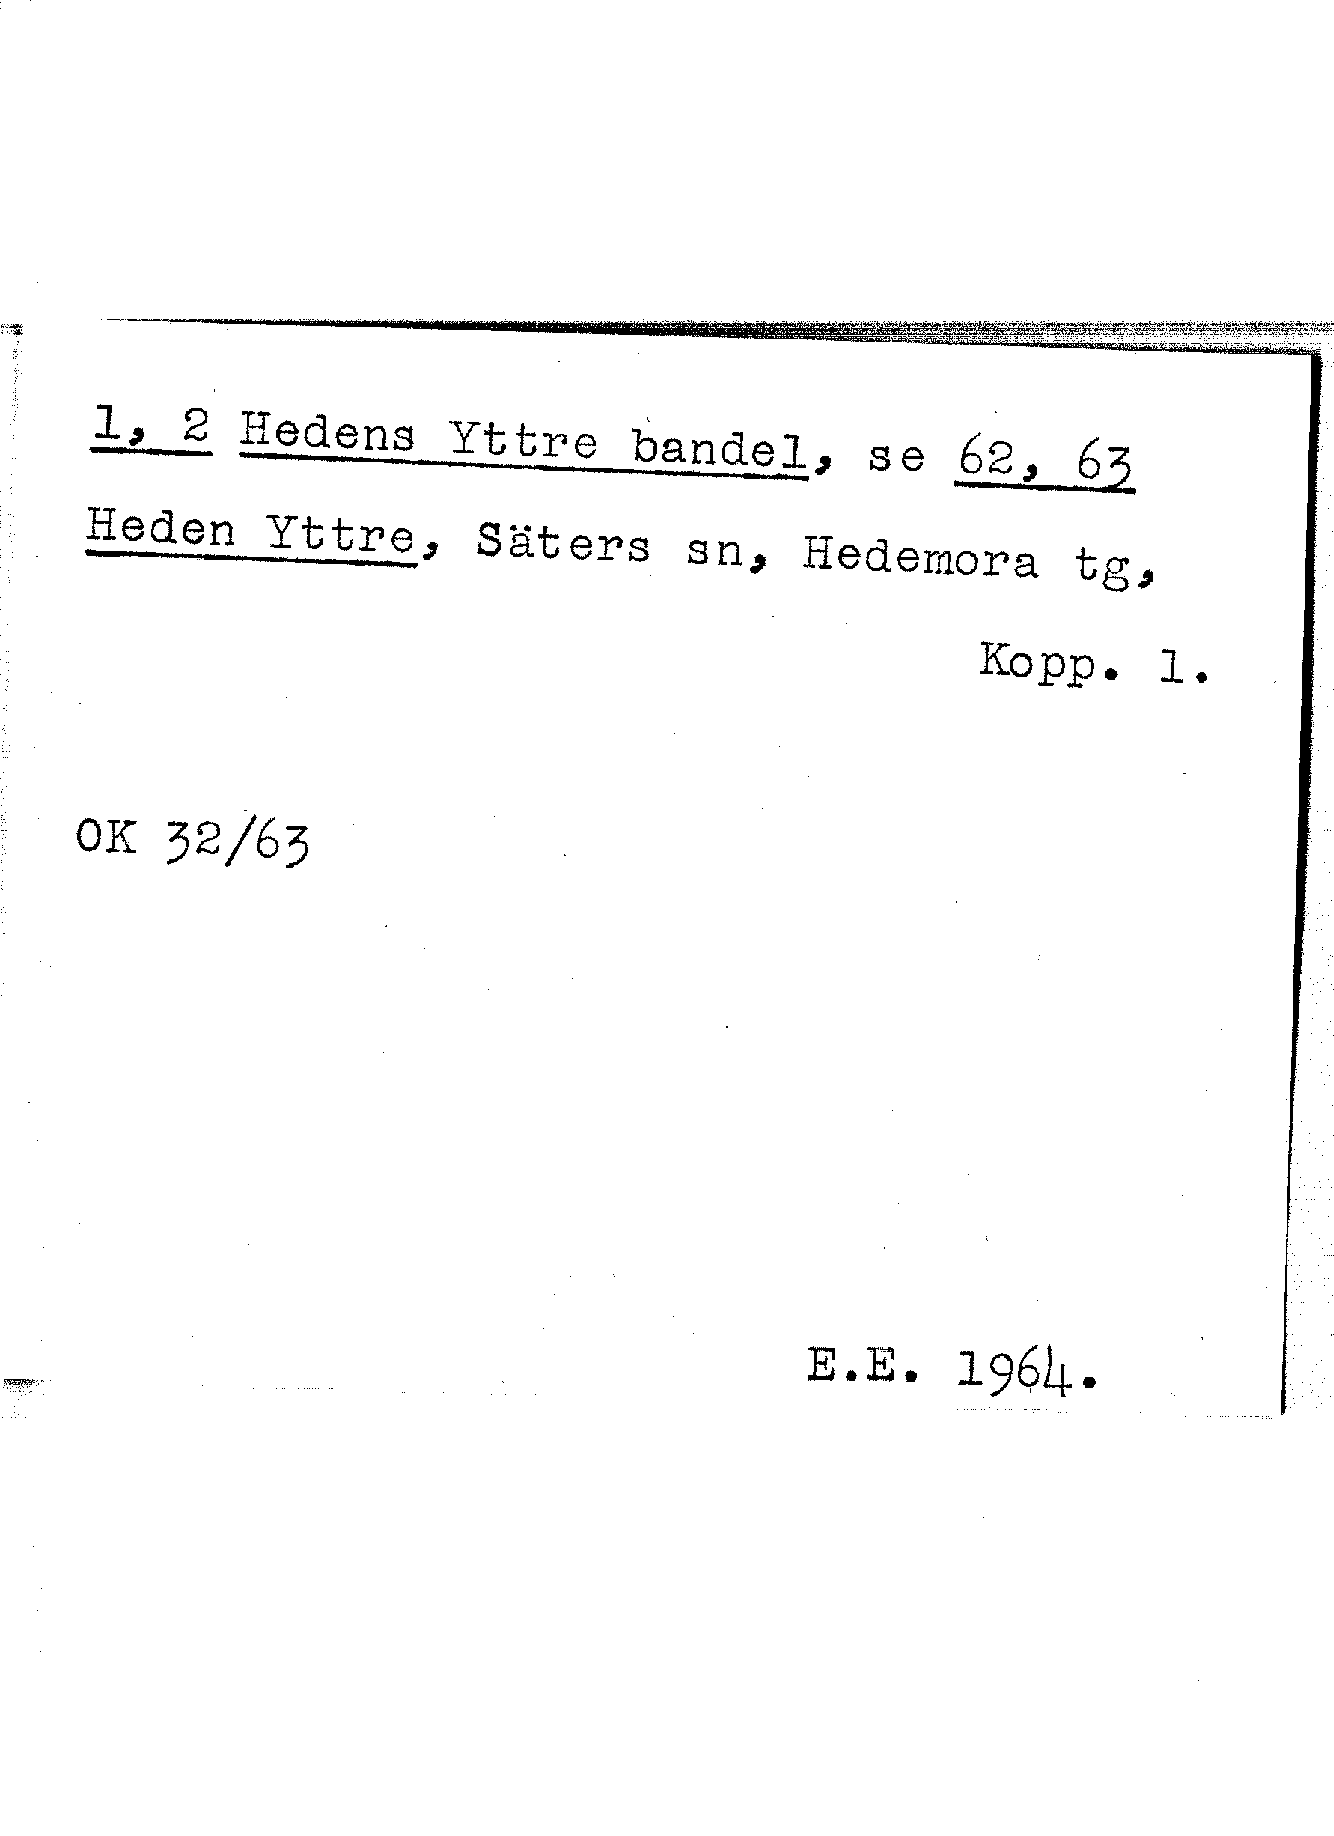 1, 2 Hedens Yttre bandel, se 62, 63
Heden Yttre, Säters sn, Hedemora tg,
Kopp. l.
OK 32/63
E.E. 1964.